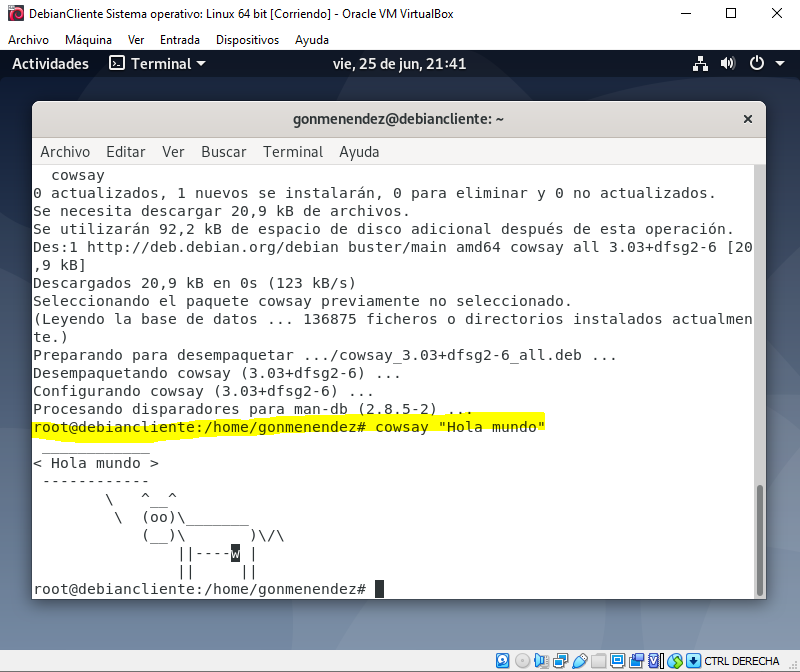 DebianCliente Sistema operativo: Linux 64 bit [Corriendo] - Oracle VM VirtualBox
Archivo Máquina Ver Entrada Dispositivos Ayuda
Actividades Terminal vie, 25 de jun, 21:41
gonmenendez@debiancliente: ~
Archivo Editar Ver Buscar Terminal Ayuda
  cowsay
0 actualizados, 1 nuevos se instalarán, 0 para eliminar y 0 no actualizados.
Se necesita descargar 20,9 kB de archivos.
Se utilizarán 92,2 kB de espacio de disco adicional después de esta operación.
Des:1 http://deb.debian.org/debian buster/main amd64 cowsay all 3.03+dfsg2-6 [20
,9 kB]
Descargados 20,9 kB en 0s (123 kB/s)
Seleccionando el paquete cowsay previamente no seleccionado.
(Leyendo la base de datos ... 136875 ficheros o directorios instalados actualmen
te.)
Preparando para desempaquetar .../cowsay_3.03+dfsg2-6_all.deb ...
Desempaquetando cowsay (3.03+dfsg2-6) ...
Configurando cowsay (3.03+dfsg2-6) ...
Procesando disparadores para man-db (2.8.5-2) ...
root@debiancliente:/home/gonmenendez# cowsay "Hola mundo"
 ____________
< Hola mundo >
 ------------
        \   ^__^
         \  (oo)\_______
            (__)\       )\/\
                ||----w |
                ||     ||
root@debiancliente:/home/gonmenendez#
CTRL DERECHA